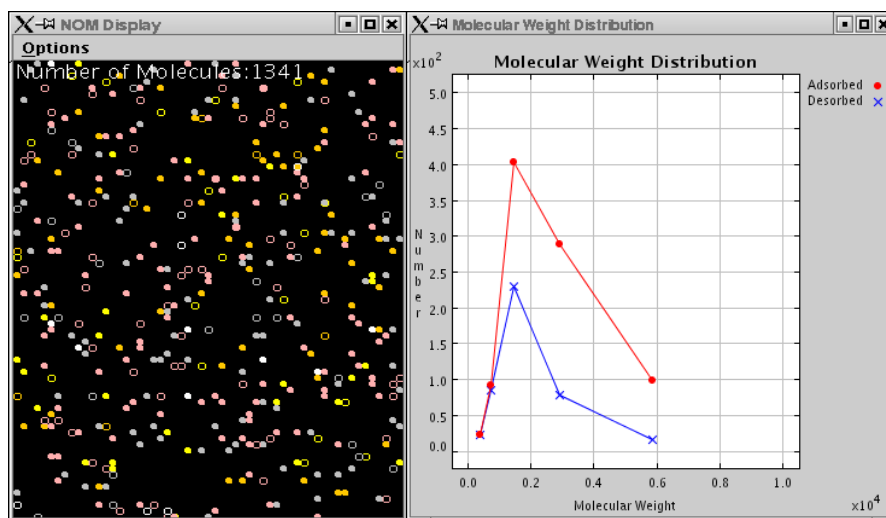 NOM Display
Options
Number of Molecules:1341
Molecular Weight Distribution
Molecular Weight Distribution
x10²
5.0
4.5
4.0
3.5
3.0
2.5
2.0
1.5
1.0
0.5
0.0
Number
0.0 0.2 0.4 0.6 0.8 1.0
Molecular Weight
x10⁴
Adsorbed
Desorbed